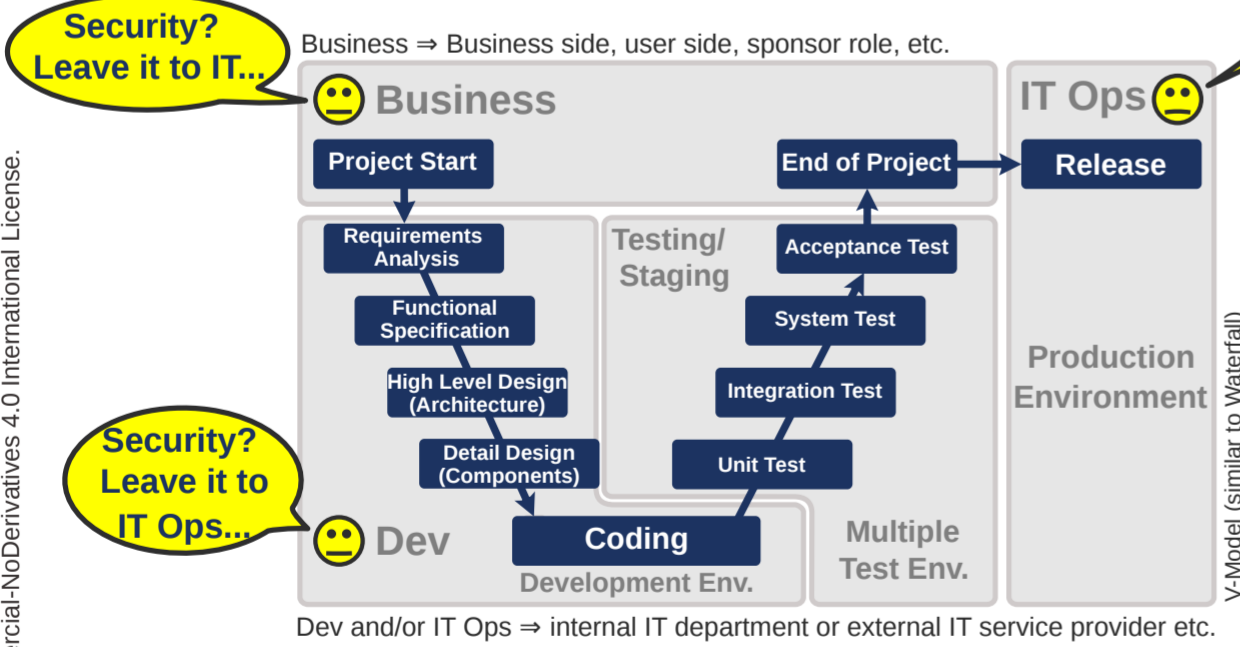 Security?
Leave it to IT...
Business ⇒ Business side, user side, sponsor role, etc.
Business
IT Ops
Project Start
End of Project
Release
Requirements
Analysis
Testing/
Staging
Acceptance Test
Functional
Specification
System Test
High Level Design
(Architecture)
Integration Test
Production
Environment
Detail Design
(Components)
Unit Test
Security?
Leave it to
IT Ops...
Dev
Coding
Development Env.
Multiple
Test Env.
Dev and/or IT Ops ⇒ internal IT department or external IT service provider etc.
rcial-NoDerivatives 4.0 International License.
V-Model (similar to Waterfall)